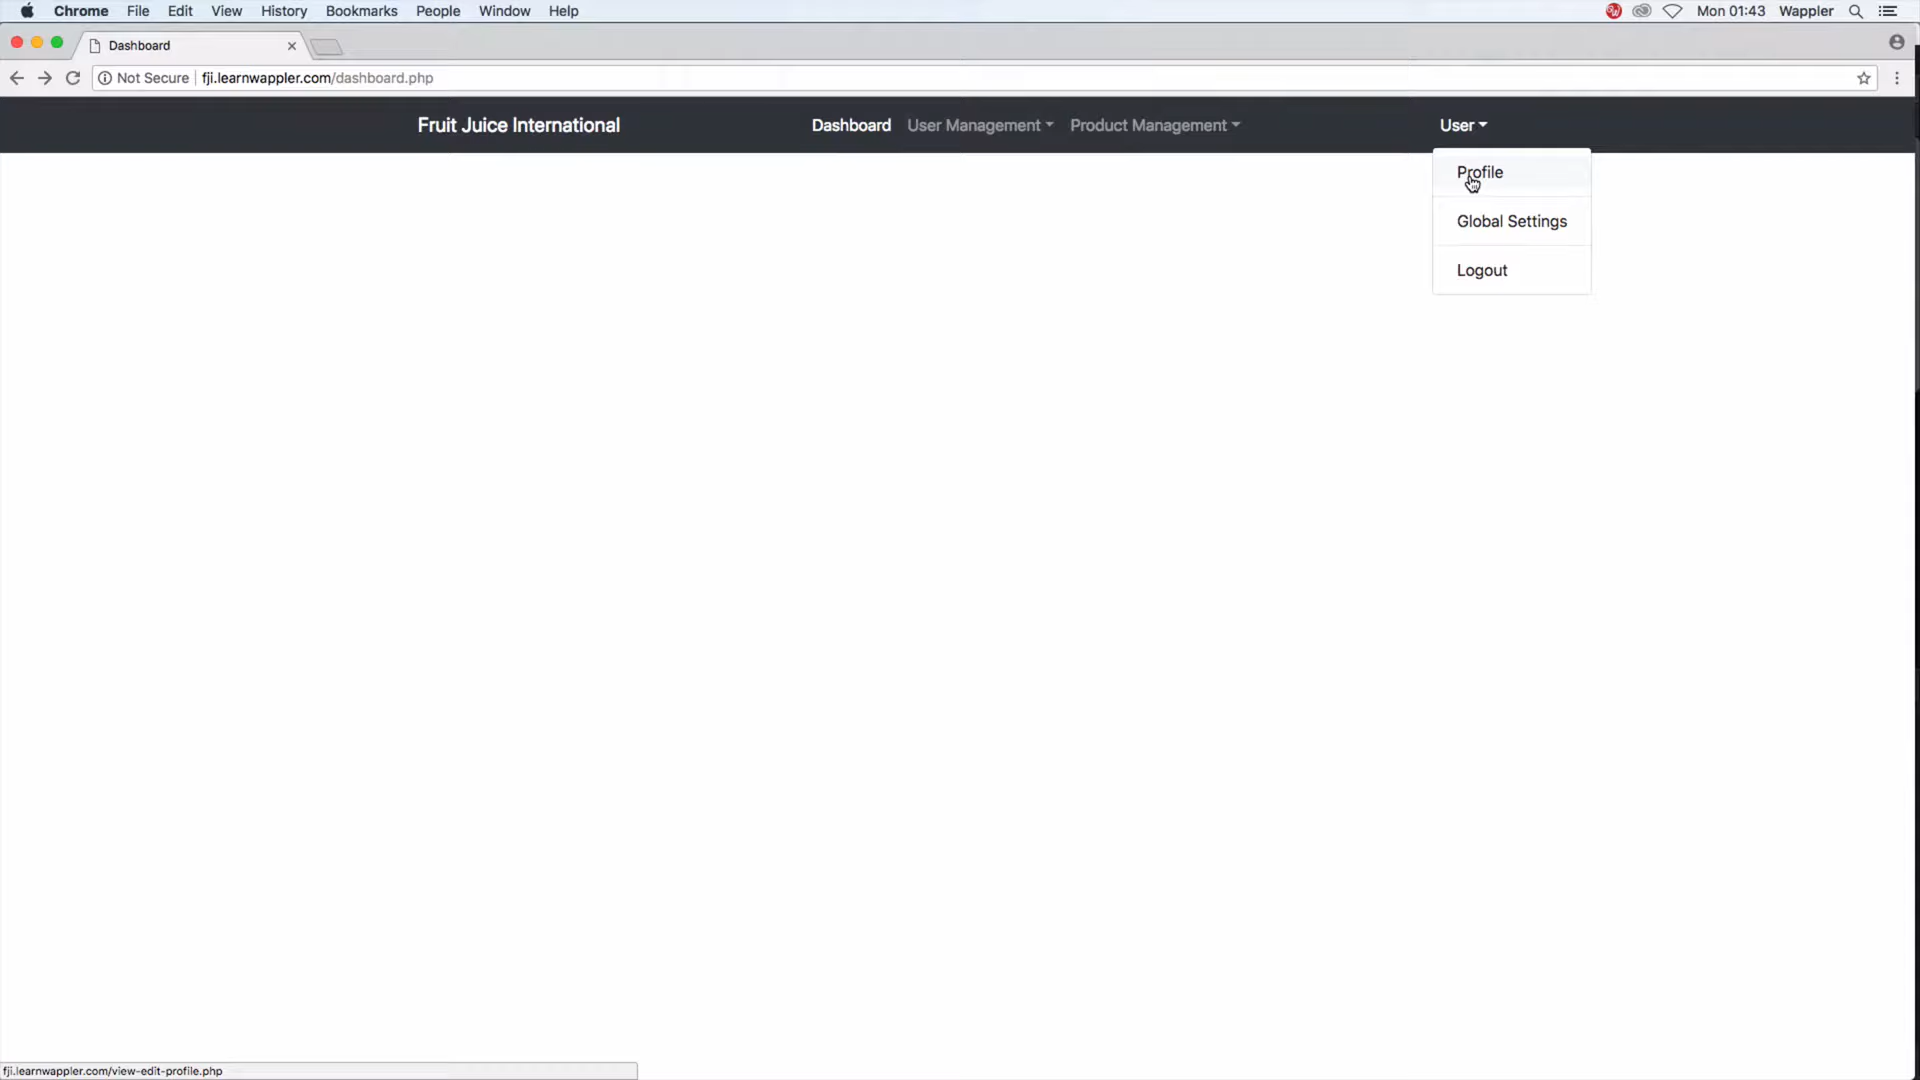 Chrome File Edit View History Bookmarks People Window Help Mon 01:43 Wappler
Dashboard
Not Secure fji.learnwappler.com/dashboard.php
Fruit Juice International Dashboard User Management Product Management User
Profile
Global Settings
Logout
fji.learnwappler.com/view-edit-profile.php